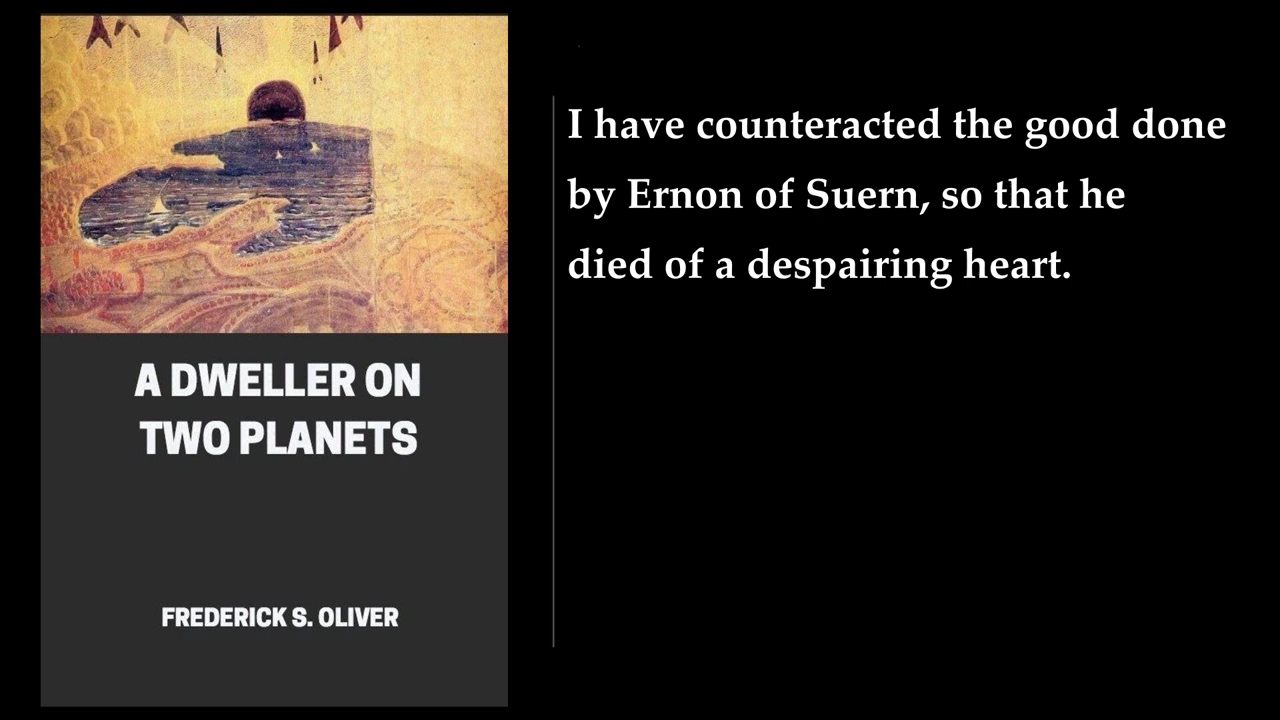 A DWELLER ON
TWO PLANETS
FREDERICK S. OLIVER
I have counteracted the good done
by Ernon of Suern, so that he
died of a despairing heart.